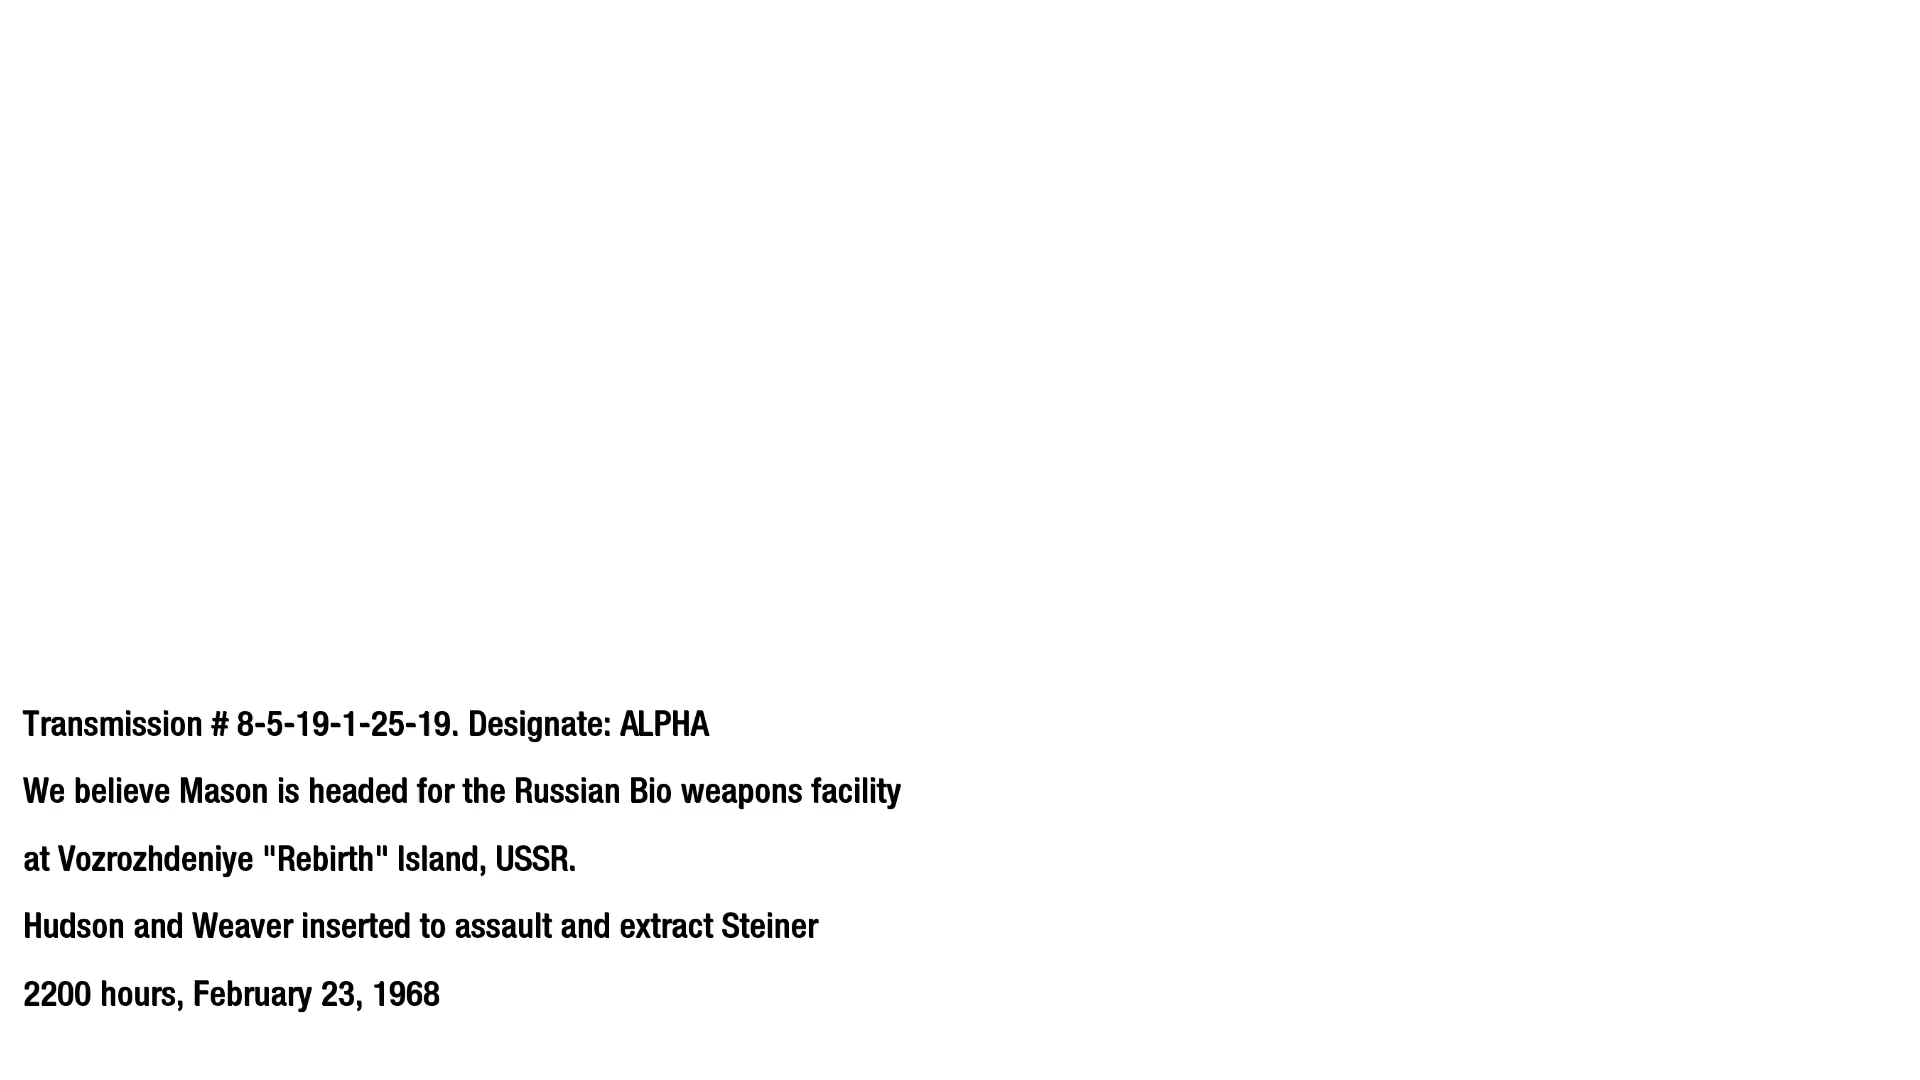 Transmission # 8-5-19-1-25-19. Designate: ALPHA
We believe Mason is headed for the Russian Bio weapons facility
at Vozrozhdeniye "Rebirth" Island, USSR.
Hudson and Weaver inserted to assault and extract Steiner
2200 hours, February 23, 1968